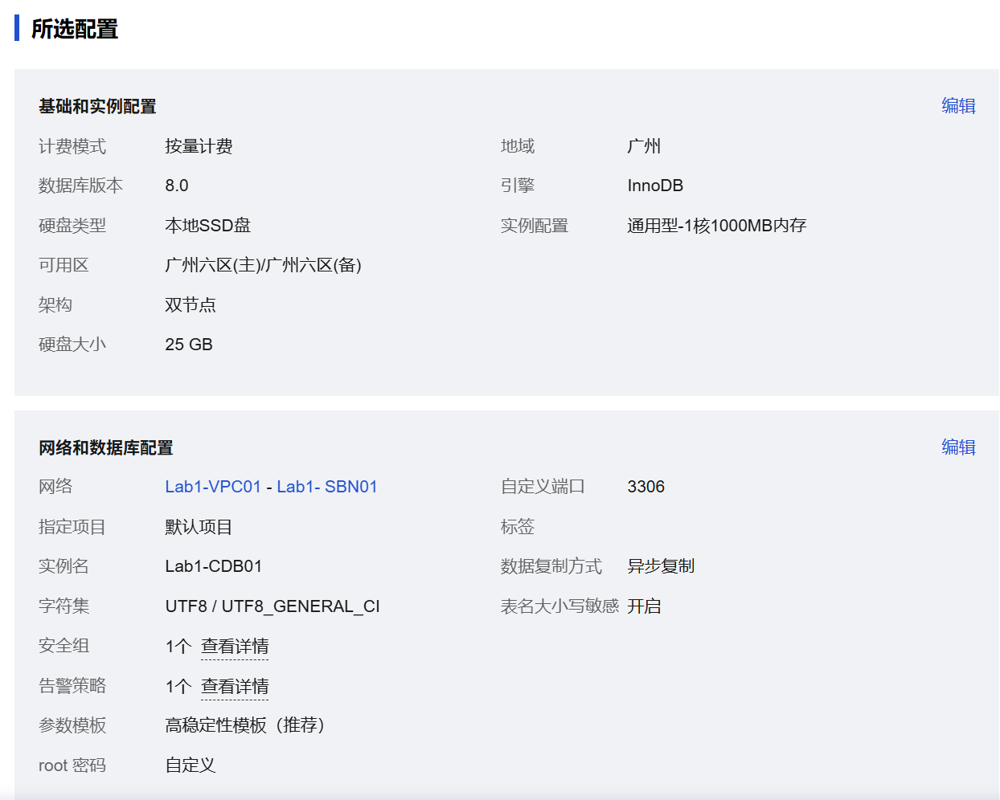 所选配置
基础和实例配置 编辑
计费模式 按量计费 地域 广州
数据库版本 8.0 引擎 InnoDB
硬盘类型 本地SSD盘 实例配置 通用型-1核1000MB内存
可用区 广州六区(主)/广州六区(备)
架构 双节点
硬盘大小 25 GB
网络和数据库配置 编辑
网络 Lab1-VPC01 - Lab1- SBN01 自定义端口 3306
指定项目 默认项目 标签
实例名 Lab1-CDB01 数据复制方式 异步复制
字符集 UTF8 / UTF8_GENERAL_CI 表名大小写敏感 开启
安全组 1个 查看详情
告警策略 1个 查看详情
参数模板 高稳定性模板（推荐）
root 密码 自定义